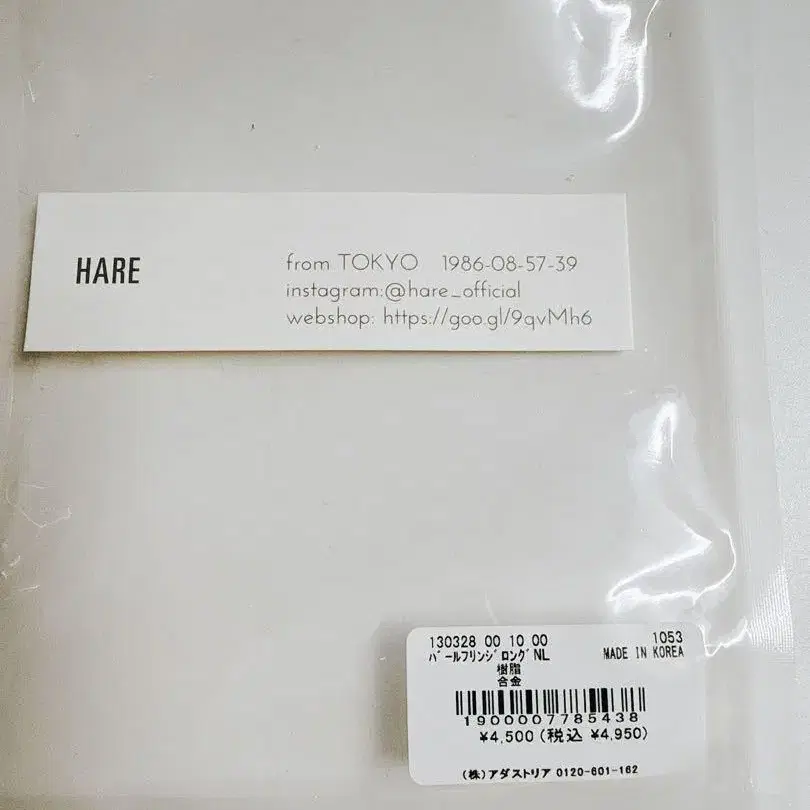 HARE
from TOKYO 1986-08-57-39
instagram:@hare_official
webshop: https://goo.gl/9qvMh6
130328 00 10 00 1053
ﾊﾟｰﾙﾌﾘﾝｼﾞﾛﾝｸﾞNL MADE IN KOREA
樹脂
合金
1900007785438
¥4,500(税込 ¥4,950)
(株)アダストリア 0120-601-162